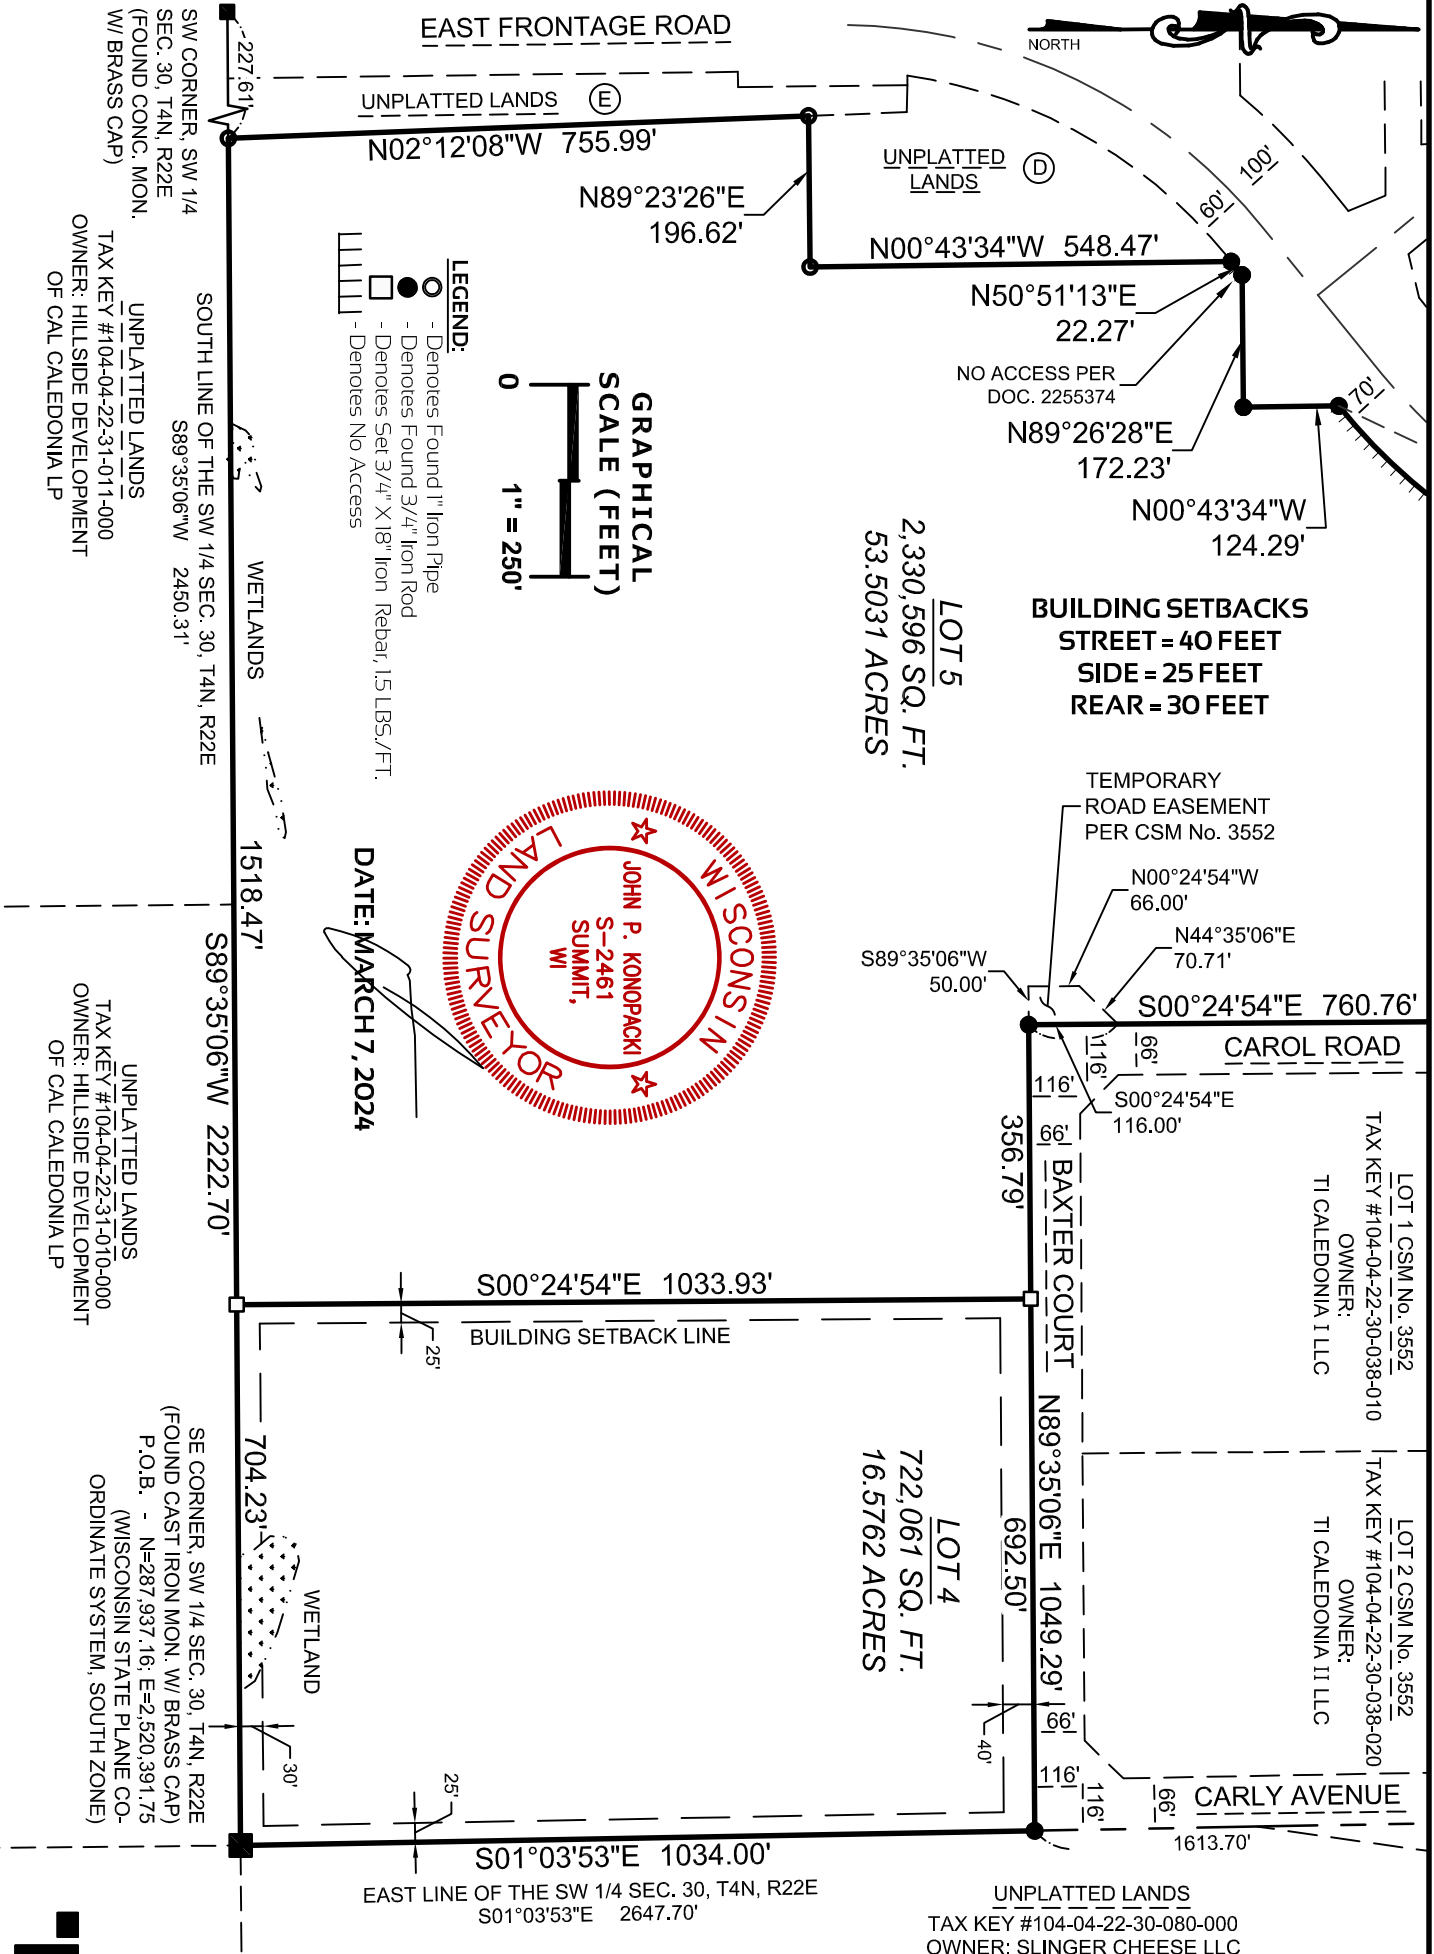 EAST FRONTAGE ROAD
NORTH
227.61'
SW CORNER, SW 1/4
SEC. 30, T4N, R22E
(FOUND CONC. MON.
W/ BRASS CAP)
UNPLATTED LANDS
E
N02°12'08"W 755.99'
N89°23'26"E
196.62'
UNPLATTED
LANDS
D
100'
60'
N00°43'34"W 548.47'
N50°51'13"E
22.27'
NO ACCESS PER
DOC. 2255374
70'
N89°26'28"E
172.23'
N00°43'34"W
124.29'
LEGEND:
- Denotes Found 1" Iron Pipe
- Denotes Found 3/4" Iron Rod
- Denotes Set 3/4" X 18" Iron Rebar, 1.5 LBS./FT.
- Denotes No Access
GRAPHICAL
SCALE (FEET)
0
1" = 250'
LOT 5
2,330,596 SQ. FT.
53.5031 ACRES
BUILDING SETBACKS
STREET = 40 FEET
SIDE = 25 FEET
REAR = 30 FEET
UNPLATTED LANDS
TAX KEY #104-04-22-31-011-000
OWNER: HILLSIDE DEVELOPMENT
OF CAL CALEDONIA LP
SOUTH LINE OF THE SW 1/4 SEC. 30, T4N, R22E
S89°35'06"W 2450.31'
WETLANDS
1518.47'
S89°35'06"W 2222.70'
TEMPORARY
ROAD EASEMENT
PER CSM No. 3552
N00°24'54"W
66.00'
N44°35'06"E
70.71'
S89°35'06"W
50.00'
S00°24'54"E 760.76'
CAROL ROAD
66'
116'
116'
S00°24'54"E
116.00'
66'
356.79'
BAXTER COURT
WISCONSIN
JOHN P. KONOPACKI
S-2461
SUMMIT,
WI
LAND SURVEYOR
DATE: MARCH 7, 2024
LOT 1 CSM No. 3552
TAX KEY #104-04-22-30-038-010
OWNER:
TI CALEDONIA I LLC
LOT 2 CSM No. 3552
TAX KEY #104-04-22-30-038-020
OWNER:
TI CALEDONIA II LLC
UNPLATTED LANDS
TAX KEY #104-04-22-31-010-000
OWNER: HILLSIDE DEVELOPMENT
OF CAL CALEDONIA LP
S00°24'54"E 1033.93'
BUILDING SETBACK LINE
25'
N89°35'06"E 1049.29'
692.50'
LOT 4
722,061 SQ. FT.
16.5762 ACRES
704.23'
WETLAND
30'
40'
25'
66'
116'
116'
66'
CARLY AVENUE
1613.70'
SE CORNER, SW 1/4 SEC. 30, T4N, R22E
(FOUND CAST IRON MON. W/ BRASS CAP)
P.O.B. - N=287,937.16; E=2,520,391.75
(WISCONSIN STATE PLANE CO-
ORDINATE SYSTEM, SOUTH ZONE)
S01°03'53"E 1034.00'
EAST LINE OF THE SW 1/4 SEC. 30, T4N, R22E
S01°03'53"E 2647.70'
UNPLATTED LANDS
TAX KEY #104-04-22-30-080-000
OWNER: SLINGER CHEESE LLC